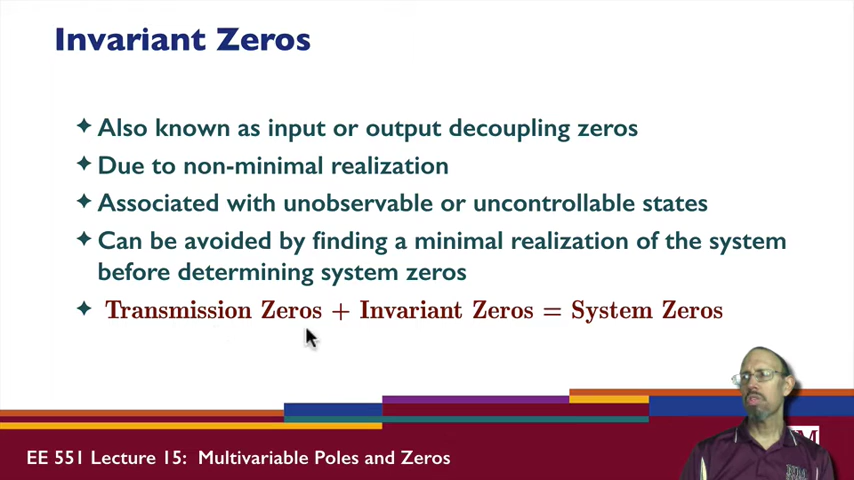 Invariant Zeros
Also known as input or output decoupling zeros
Due to non-minimal realization
Associated with unobservable or uncontrollable states
Can be avoided by finding a minimal realization of the system
before determining system zeros
Transmission Zeros + Invariant Zeros = System Zeros
EE 551 Lecture 15: Multivariable Poles and Zeros